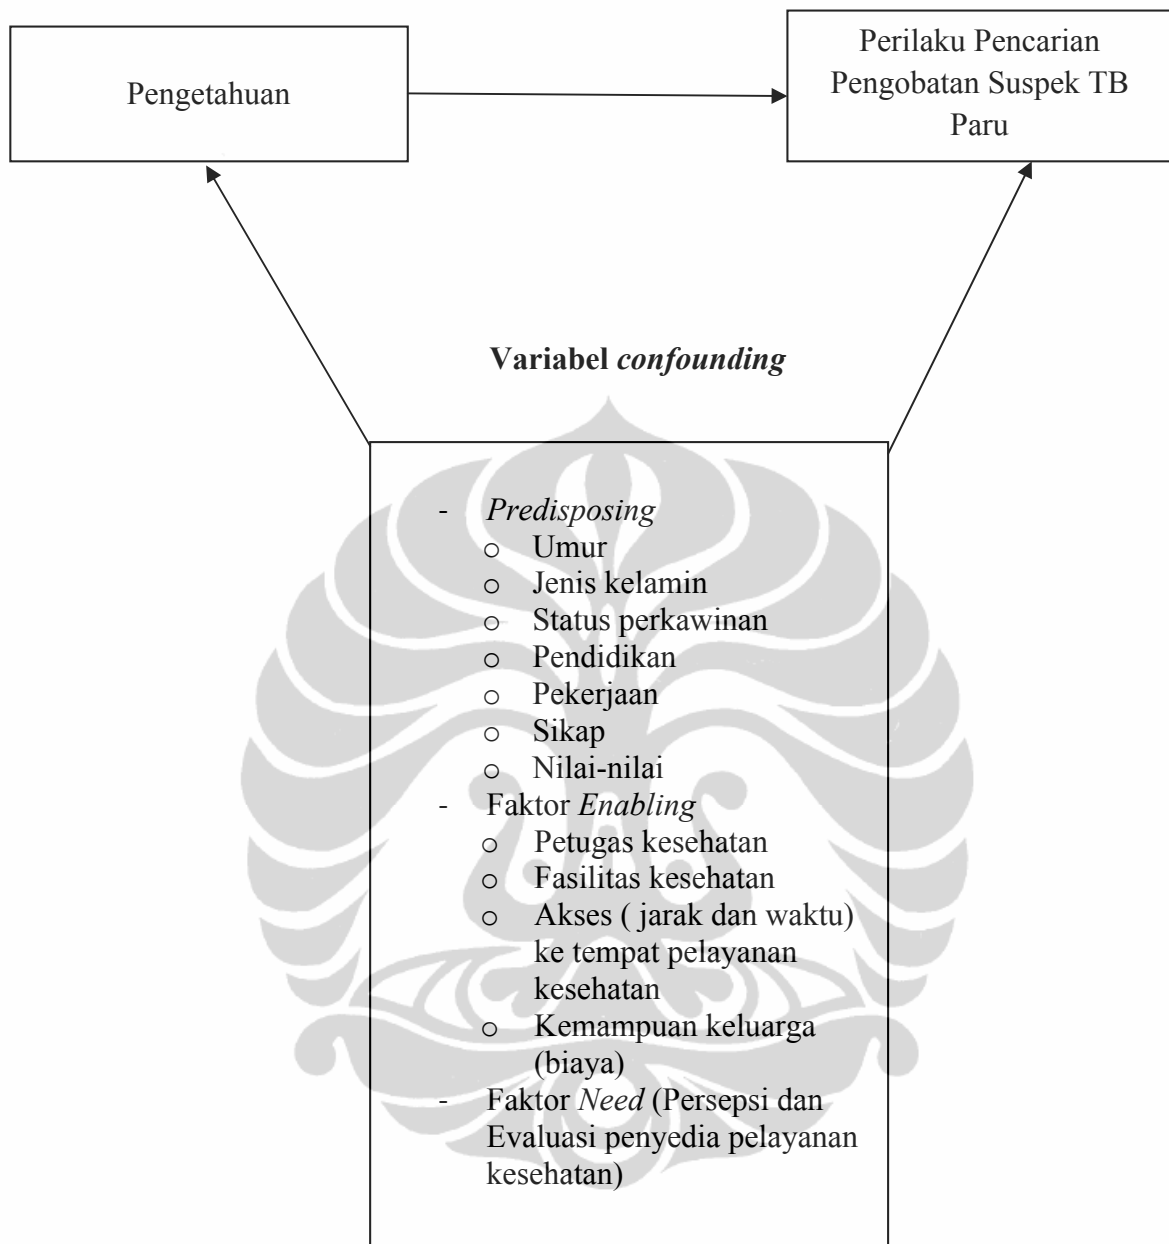 Pengetahuan
Perilaku Pencarian
Pengobatan Suspek TB
Paru
Variabel confounding
- Predisposing
o Umur
o Jenis kelamin
o Status perkawinan
o Pendidikan
o Pekerjaan
o Sikap
o Nilai-nilai
- Faktor Enabling
o Petugas kesehatan
o Fasilitas kesehatan
o Akses ( jarak dan waktu)
ke tempat pelayanan
kesehatan
o Kemampuan keluarga
(biaya)
- Faktor Need (Persepsi dan
Evaluasi penyedia pelayanan
kesehatan)